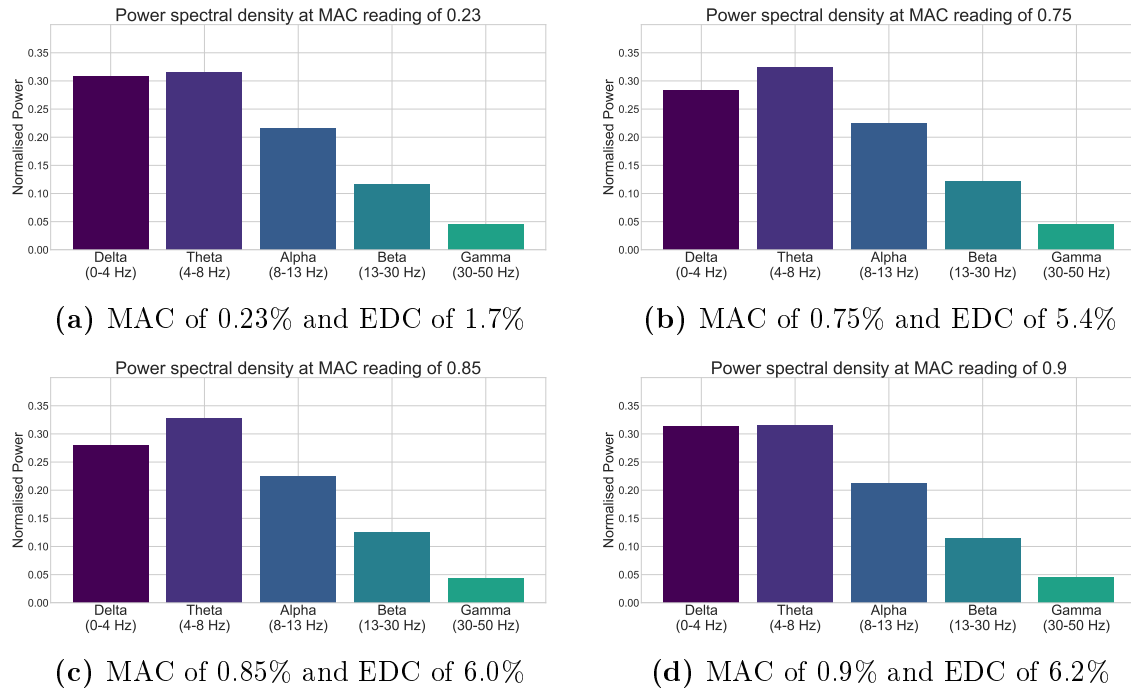 Power spectral density at MAC reading of 0.23
Normalised Power
0.35
0.30
0.25
0.20
0.15
0.10
0.05
0.00
Delta Theta Alpha Beta Gamma
(0-4 Hz) (4-8 Hz) (8-13 Hz) (13-30 Hz) (30-50 Hz)
(a) MAC of 0.23% and EDC of 1.7%
Power spectral density at MAC reading of 0.75
Normalised Power
0.35
0.30
0.25
0.20
0.15
0.10
0.05
0.00
Delta Theta Alpha Beta Gamma
(0-4 Hz) (4-8 Hz) (8-13 Hz) (13-30 Hz) (30-50 Hz)
(b) MAC of 0.75% and EDC of 5.4%
Power spectral density at MAC reading of 0.85
Normalised Power
0.35
0.30
0.25
0.20
0.15
0.10
0.05
0.00
Delta Theta Alpha Beta Gamma
(0-4 Hz) (4-8 Hz) (8-13 Hz) (13-30 Hz) (30-50 Hz)
(c) MAC of 0.85% and EDC of 6.0%
Power spectral density at MAC reading of 0.9
Normalised Power
0.35
0.30
0.25
0.20
0.15
0.10
0.05
0.00
Delta Theta Alpha Beta Gamma
(0-4 Hz) (4-8 Hz) (8-13 Hz) (13-30 Hz) (30-50 Hz)
(d) MAC of 0.9% and EDC of 6.2%